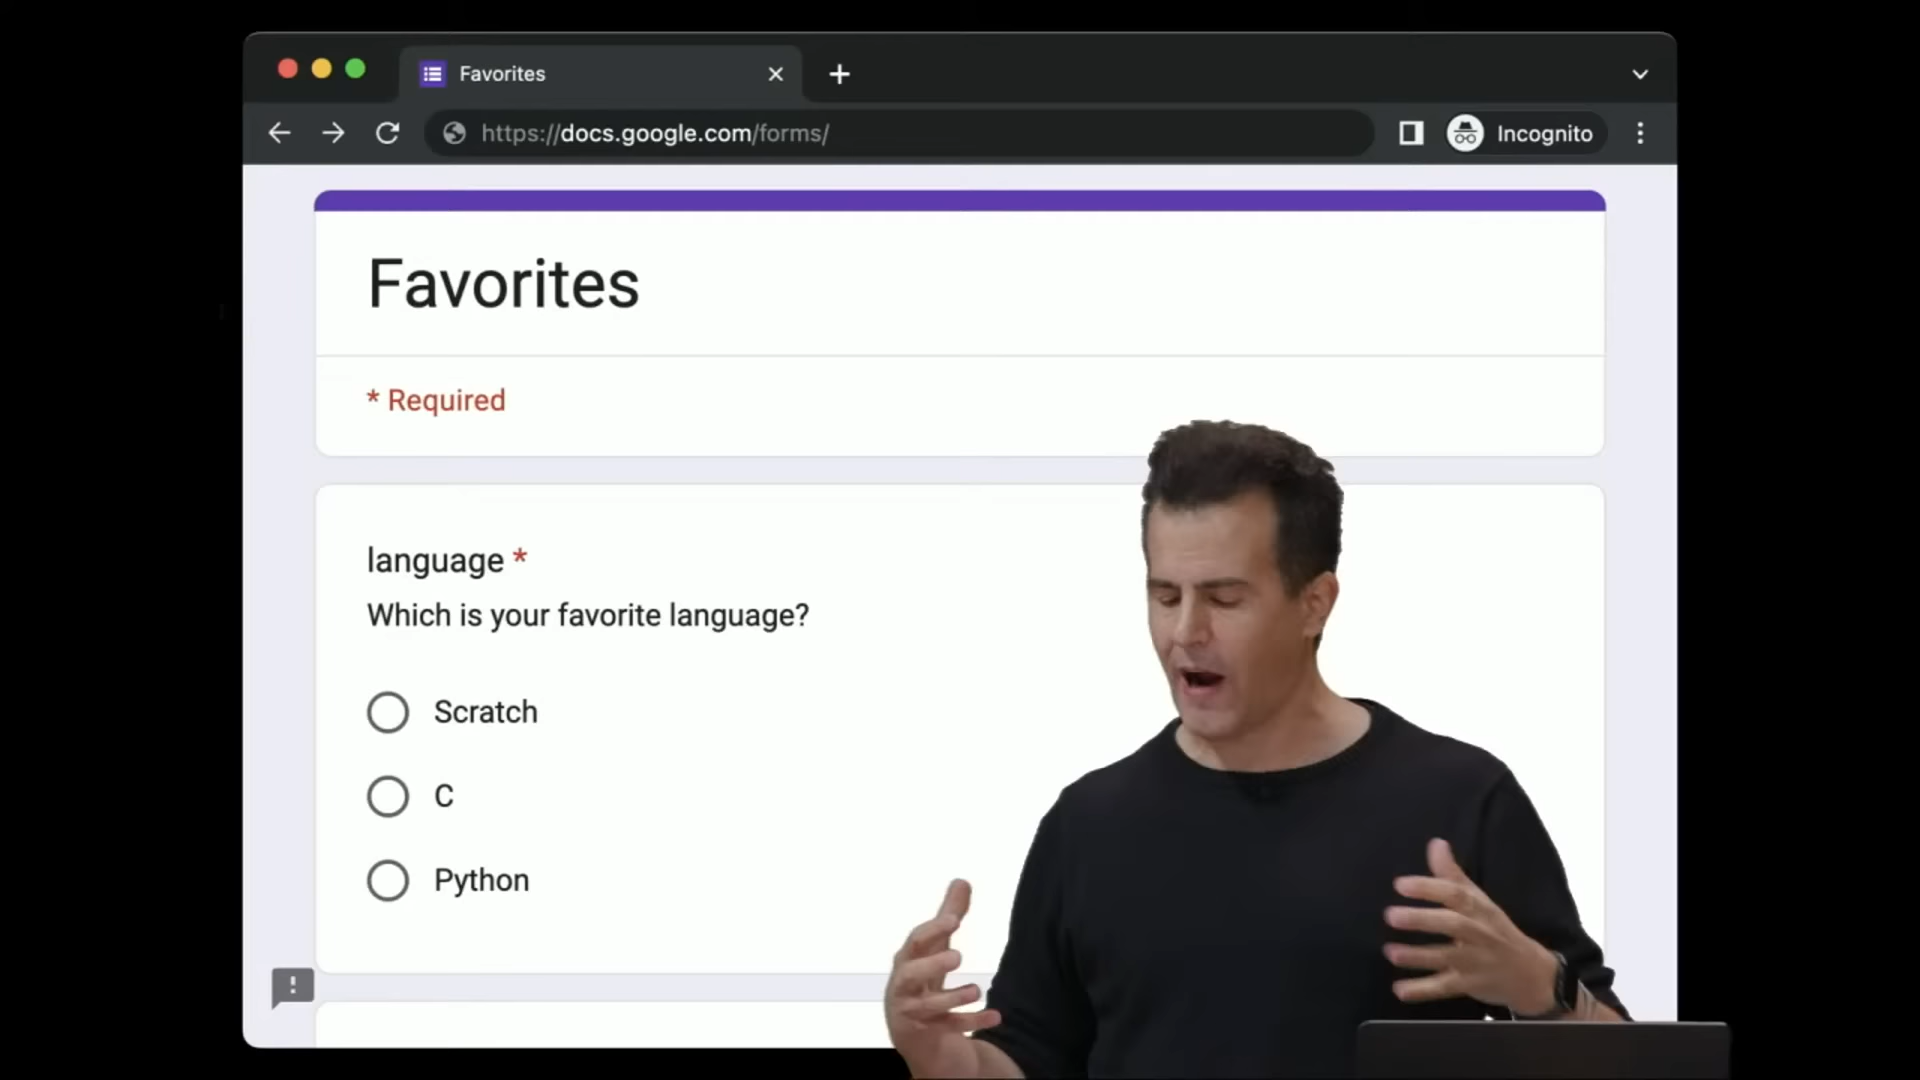 Favorites
https://docs.google.com/forms/
Incognito
Favorites
* Required
language *
Which is your favorite language?
Scratch
C
Python